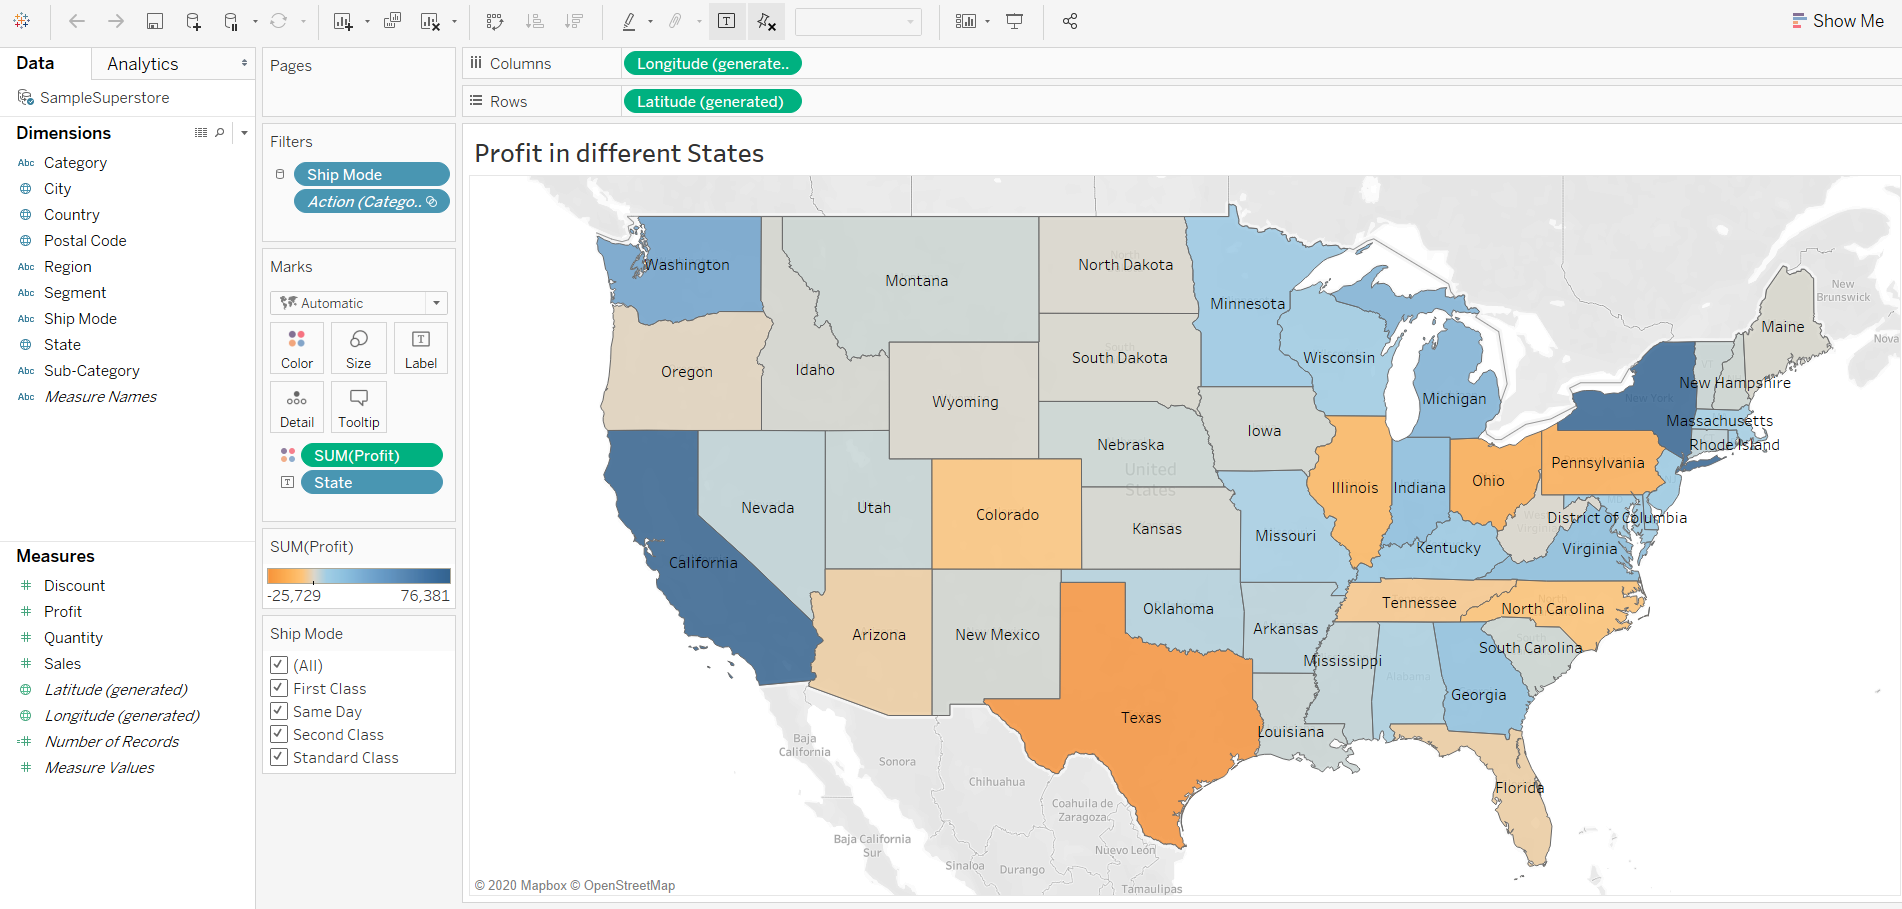 Show Me
Data
Analytics
SampleSuperstore
Dimensions
Abc Category
City
Country
Postal Code
Abc Region
Abc Segment
Abc Ship Mode
State
Abc Sub-Category
Abc Measure Names
Measures
Discount
Profit
Quantity
Sales
Latitude (generated)
Longitude (generated)
Number of Records
Measure Values
Pages
Filters
Ship Mode
Action (Catego..
Marks
Automatic
Color
Size
Label
Detail
Tooltip
SUM(Profit)
State
SUM(Profit)
-25,729
76,381
Ship Mode
(All)
First Class
Same Day
Second Class
Standard Class
Columns
Longitude (generate..
Rows
Latitude (generated)
Profit in different States
Washington
Montana
North Dakota
Minnesota
Maine
New Brunswick
Nova
Oregon
Idaho
Wyoming
South Dakota
Wisconsin
Michigan
New Hampshire
New York
Massachusetts
Rhode Island
Iowa
Nebraska
United States
Pennsylvania
Nevada
Utah
Colorado
Kansas
Missouri
Illinois
Indiana
Ohio
District of Columbia
West Virginia
Virginia
Kentucky
California
Arizona
New Mexico
Oklahoma
Arkansas
Tennessee
North Carolina
South Carolina
Mississippi
Alabama
Georgia
Texas
Louisiana
Florida
Baja California
Sonora
Chihuahua
Coahuila de Zaragoza
Baja California Sur
Sinaloa
Durango
Nuevo León
Tamaulipas
© 2020 Mapbox © OpenStreetMap